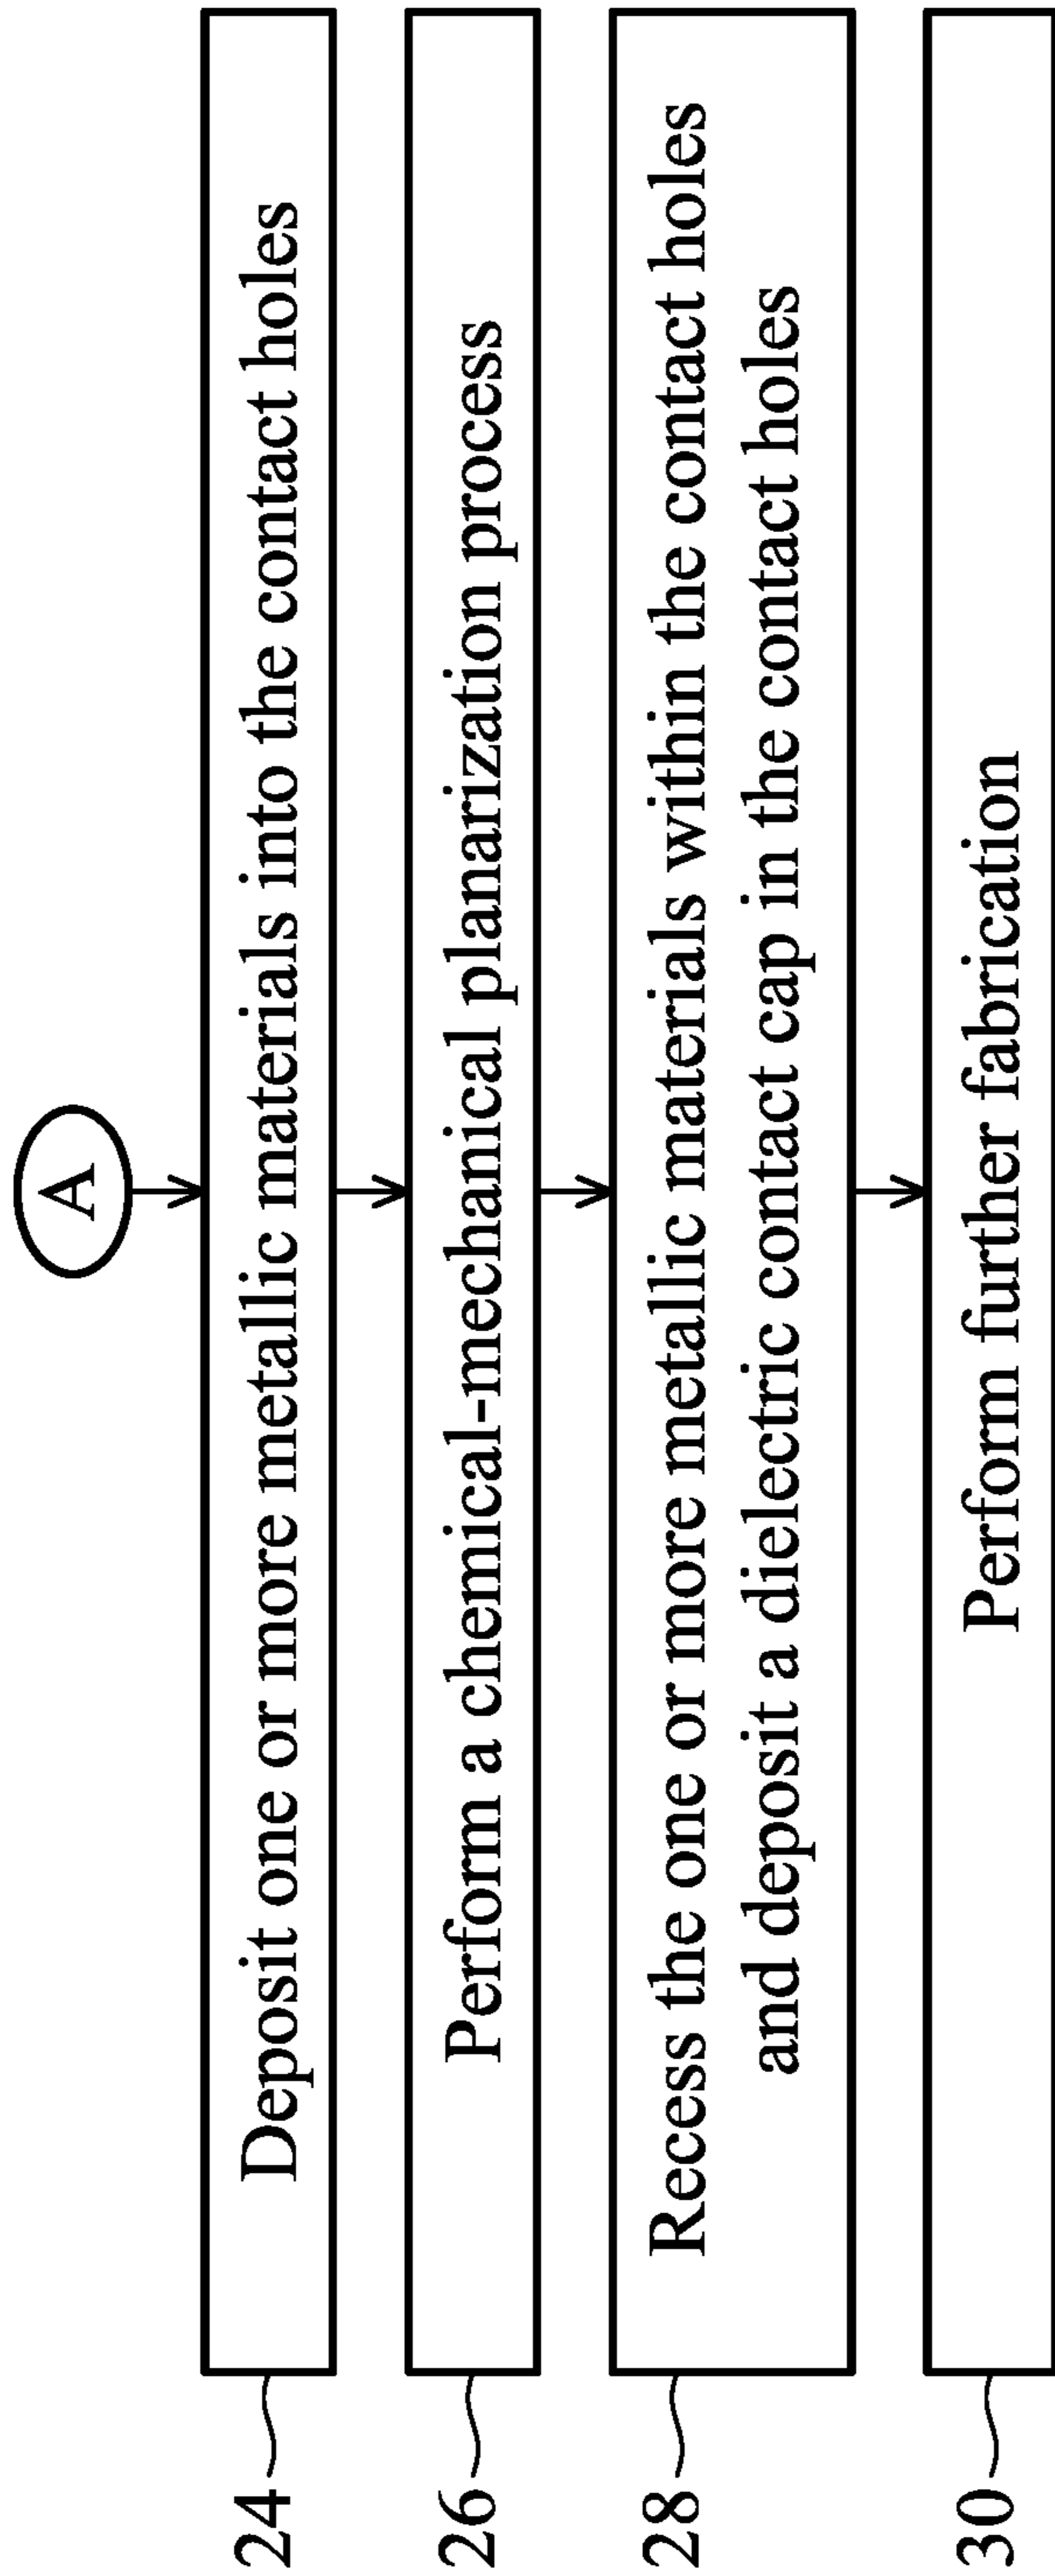 A
24
Deposit one or more metallic materials into the contact holes
26
Perform a chemical-mechanical planarization process
28
Recess the one or more metallic materials within the contact holes
and deposit a dielectric contact cap in the contact holes
30
Perform further fabrication